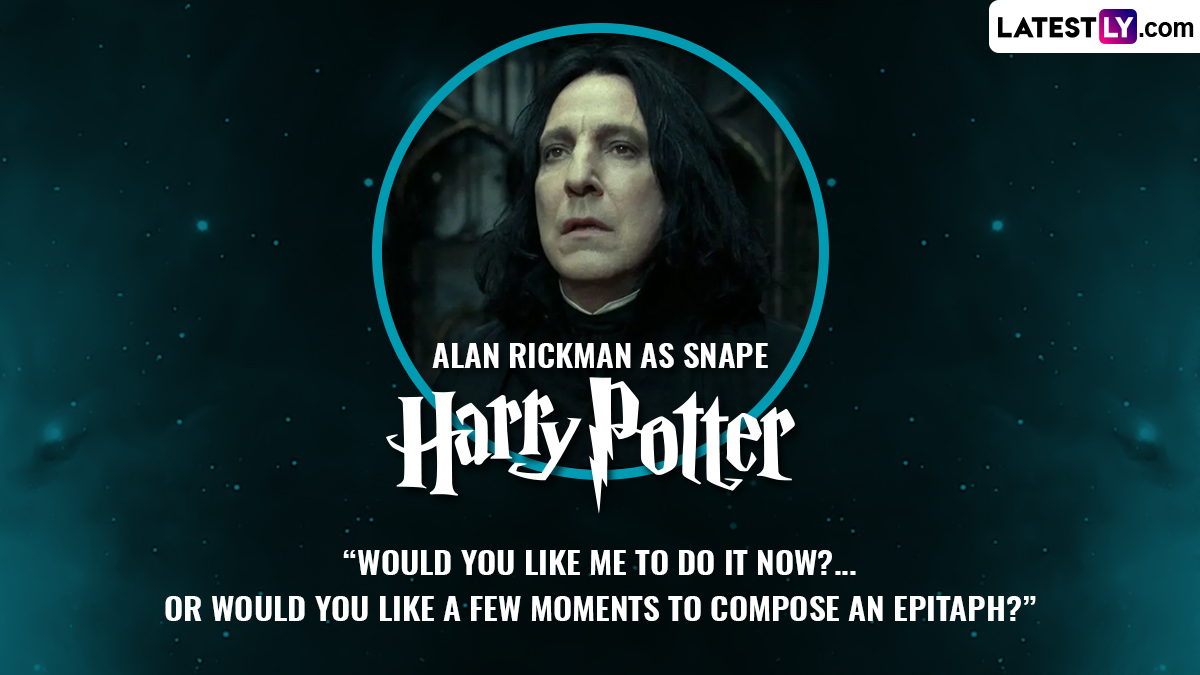 LATESTLY.com
ALAN RICKMAN AS SNAPE
Harry Potter
“WOULD YOU LIKE ME TO DO IT NOW?...
OR WOULD YOU LIKE A FEW MOMENTS TO COMPOSE AN EPITAPH?”